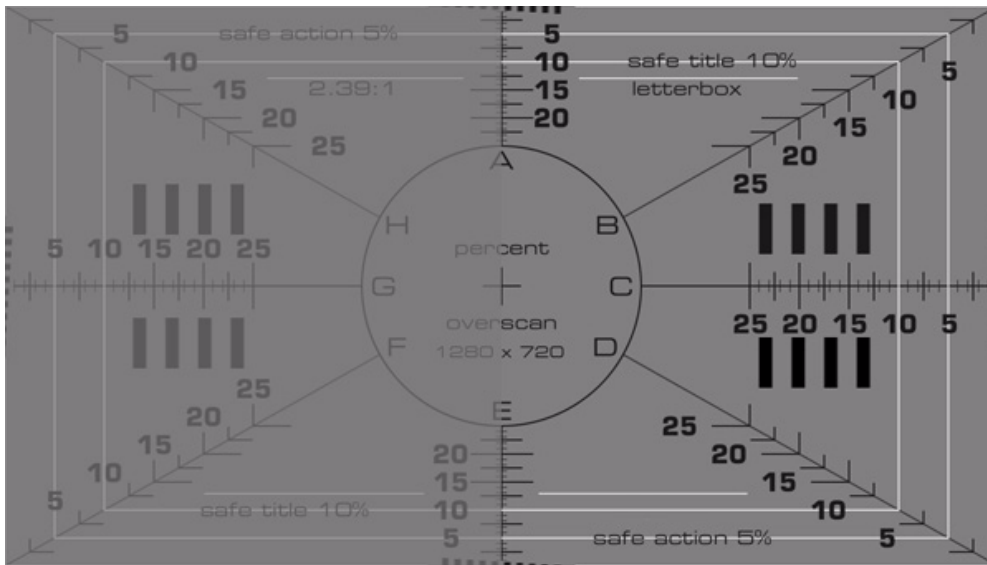 5 safe action 5% 5
10 10 safe title 10% 5
15 2.39:1 15 letterbox 10
20 20 15
25 20
A 25
H B
percent
5 10 15 20 25
G C
overscan 25 20 15 10 5
F 1280 x 720 D
25 E 25
20 20 20
15 15 15
10 10 10
5 safe title 10% 5 safe action 5% 5